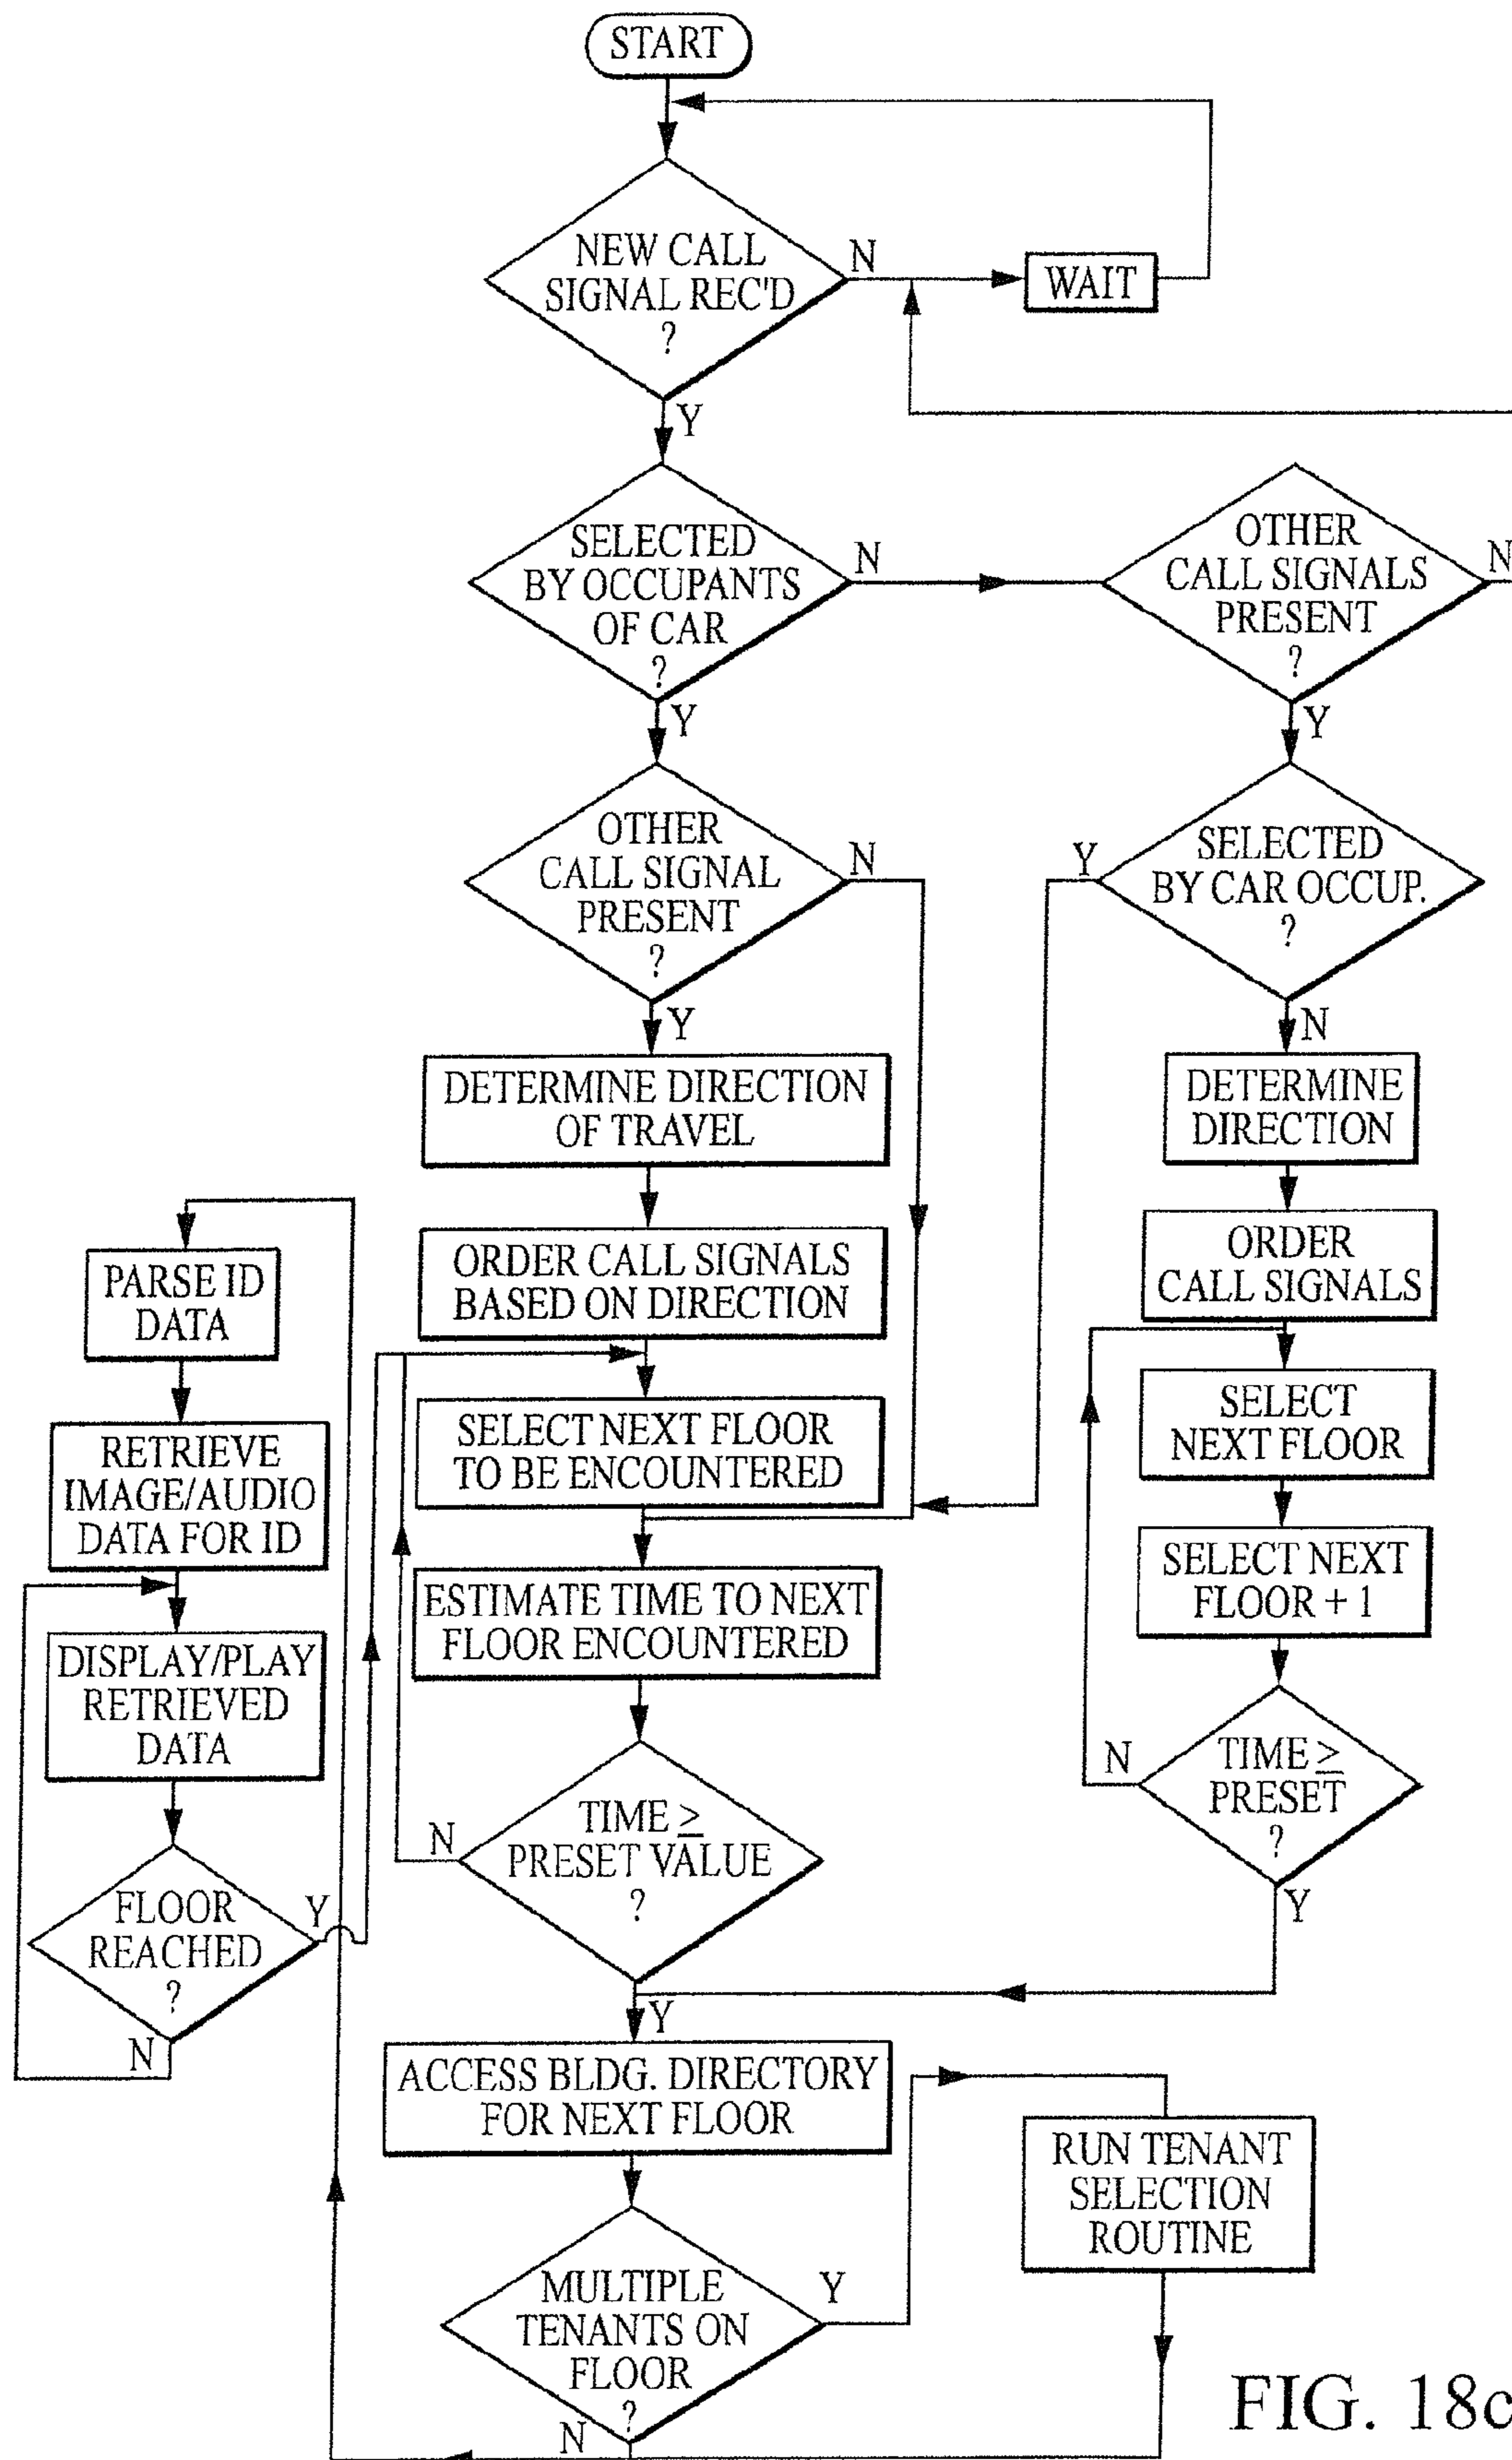 START
NEW CALL
SIGNAL REC'D
?
N
WAIT
Y
SELECTED
BY OCCUPANTS
OF CAR
?
N
OTHER
CALL SIGNALS
PRESENT
?
N
Y
Y
OTHER
CALL SIGNAL
PRESENT
?
N
Y
SELECTED
BY CAR OCCUP.
?
Y
N
DETERMINE DIRECTION
OF TRAVEL
DETERMINE
DIRECTION
ORDER CALL SIGNALS
BASED ON DIRECTION
ORDER
CALL SIGNALS
PARSE ID
DATA
SELECT NEXT FLOOR
TO BE ENCOUNTERED
SELECT
NEXT FLOOR
RETRIEVE
IMAGE/AUDIO
DATA FOR ID
ESTIMATE TIME TO NEXT
FLOOR ENCOUNTERED
SELECT NEXT
FLOOR + 1
DISPLAY/PLAY
RETRIEVED
DATA
N
TIME ≥
PRESET VALUE
?
N
TIME ≥
PRESET
?
Y
FLOOR
REACHED
?
Y
N
Y
ACCESS BLDG. DIRECTORY
FOR NEXT FLOOR
RUN TENANT
SELECTION
ROUTINE
MULTIPLE
TENANTS ON
FLOOR
?
Y
N
FIG. 18c